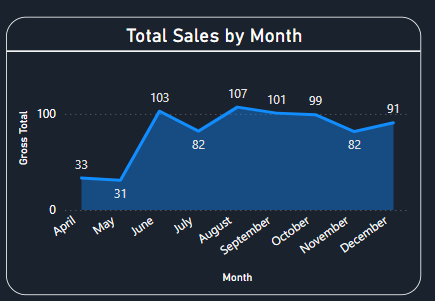 Total Sales by Month
Gross Total
100
0
33
31
103
82
107
101
99
82
91
April
May
June
July
August
September
October
November
December
Month